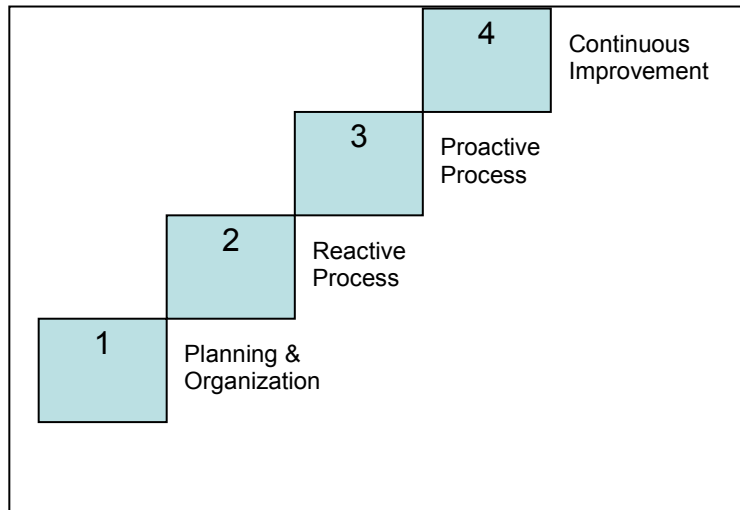 4
Continuous
Improvement
3
Proactive
Process
2
Reactive
Process
1
Planning &
Organization